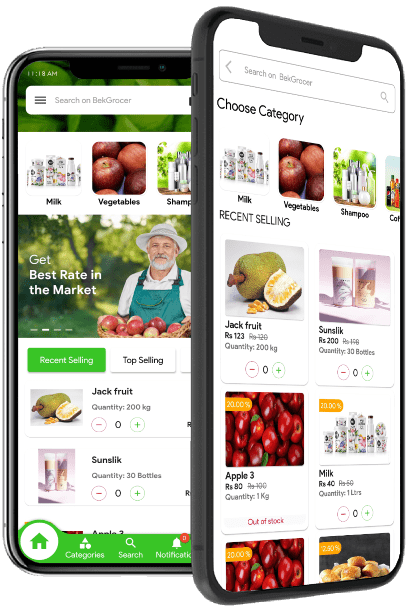 11:18 AM
Search on BekGrocer
Milk
Vegetables
Shamp
Get
Best Rate in
the Market
Recent Selling
Top Selling
Jack fruit
Quantity: 200 kg
− 0 +
Sunslik
Quantity: 30 Bottles
− 0 +
Apple 3
Categories
Search
Notificatio
0
Search on BekGrocer
Choose Category
Milk
Vegetables
Shampoo
Cof
RECENT SELLING
Jack fruit
Rs 123 Rs 120
Quantity: 200 kg
− 0 +
Sunslik
Rs 200 Rs 198
Quantity: 30 Bottles
− 0 +
20.00 %
Apple 3
Rs 80 Rs 100
Quantity: 1 Kg
Out of stock
20.00 %
Milk
Rs 40 Rs 50
Quantity: 1 Ltrs
− 0 +
20.00 %
2.50 %